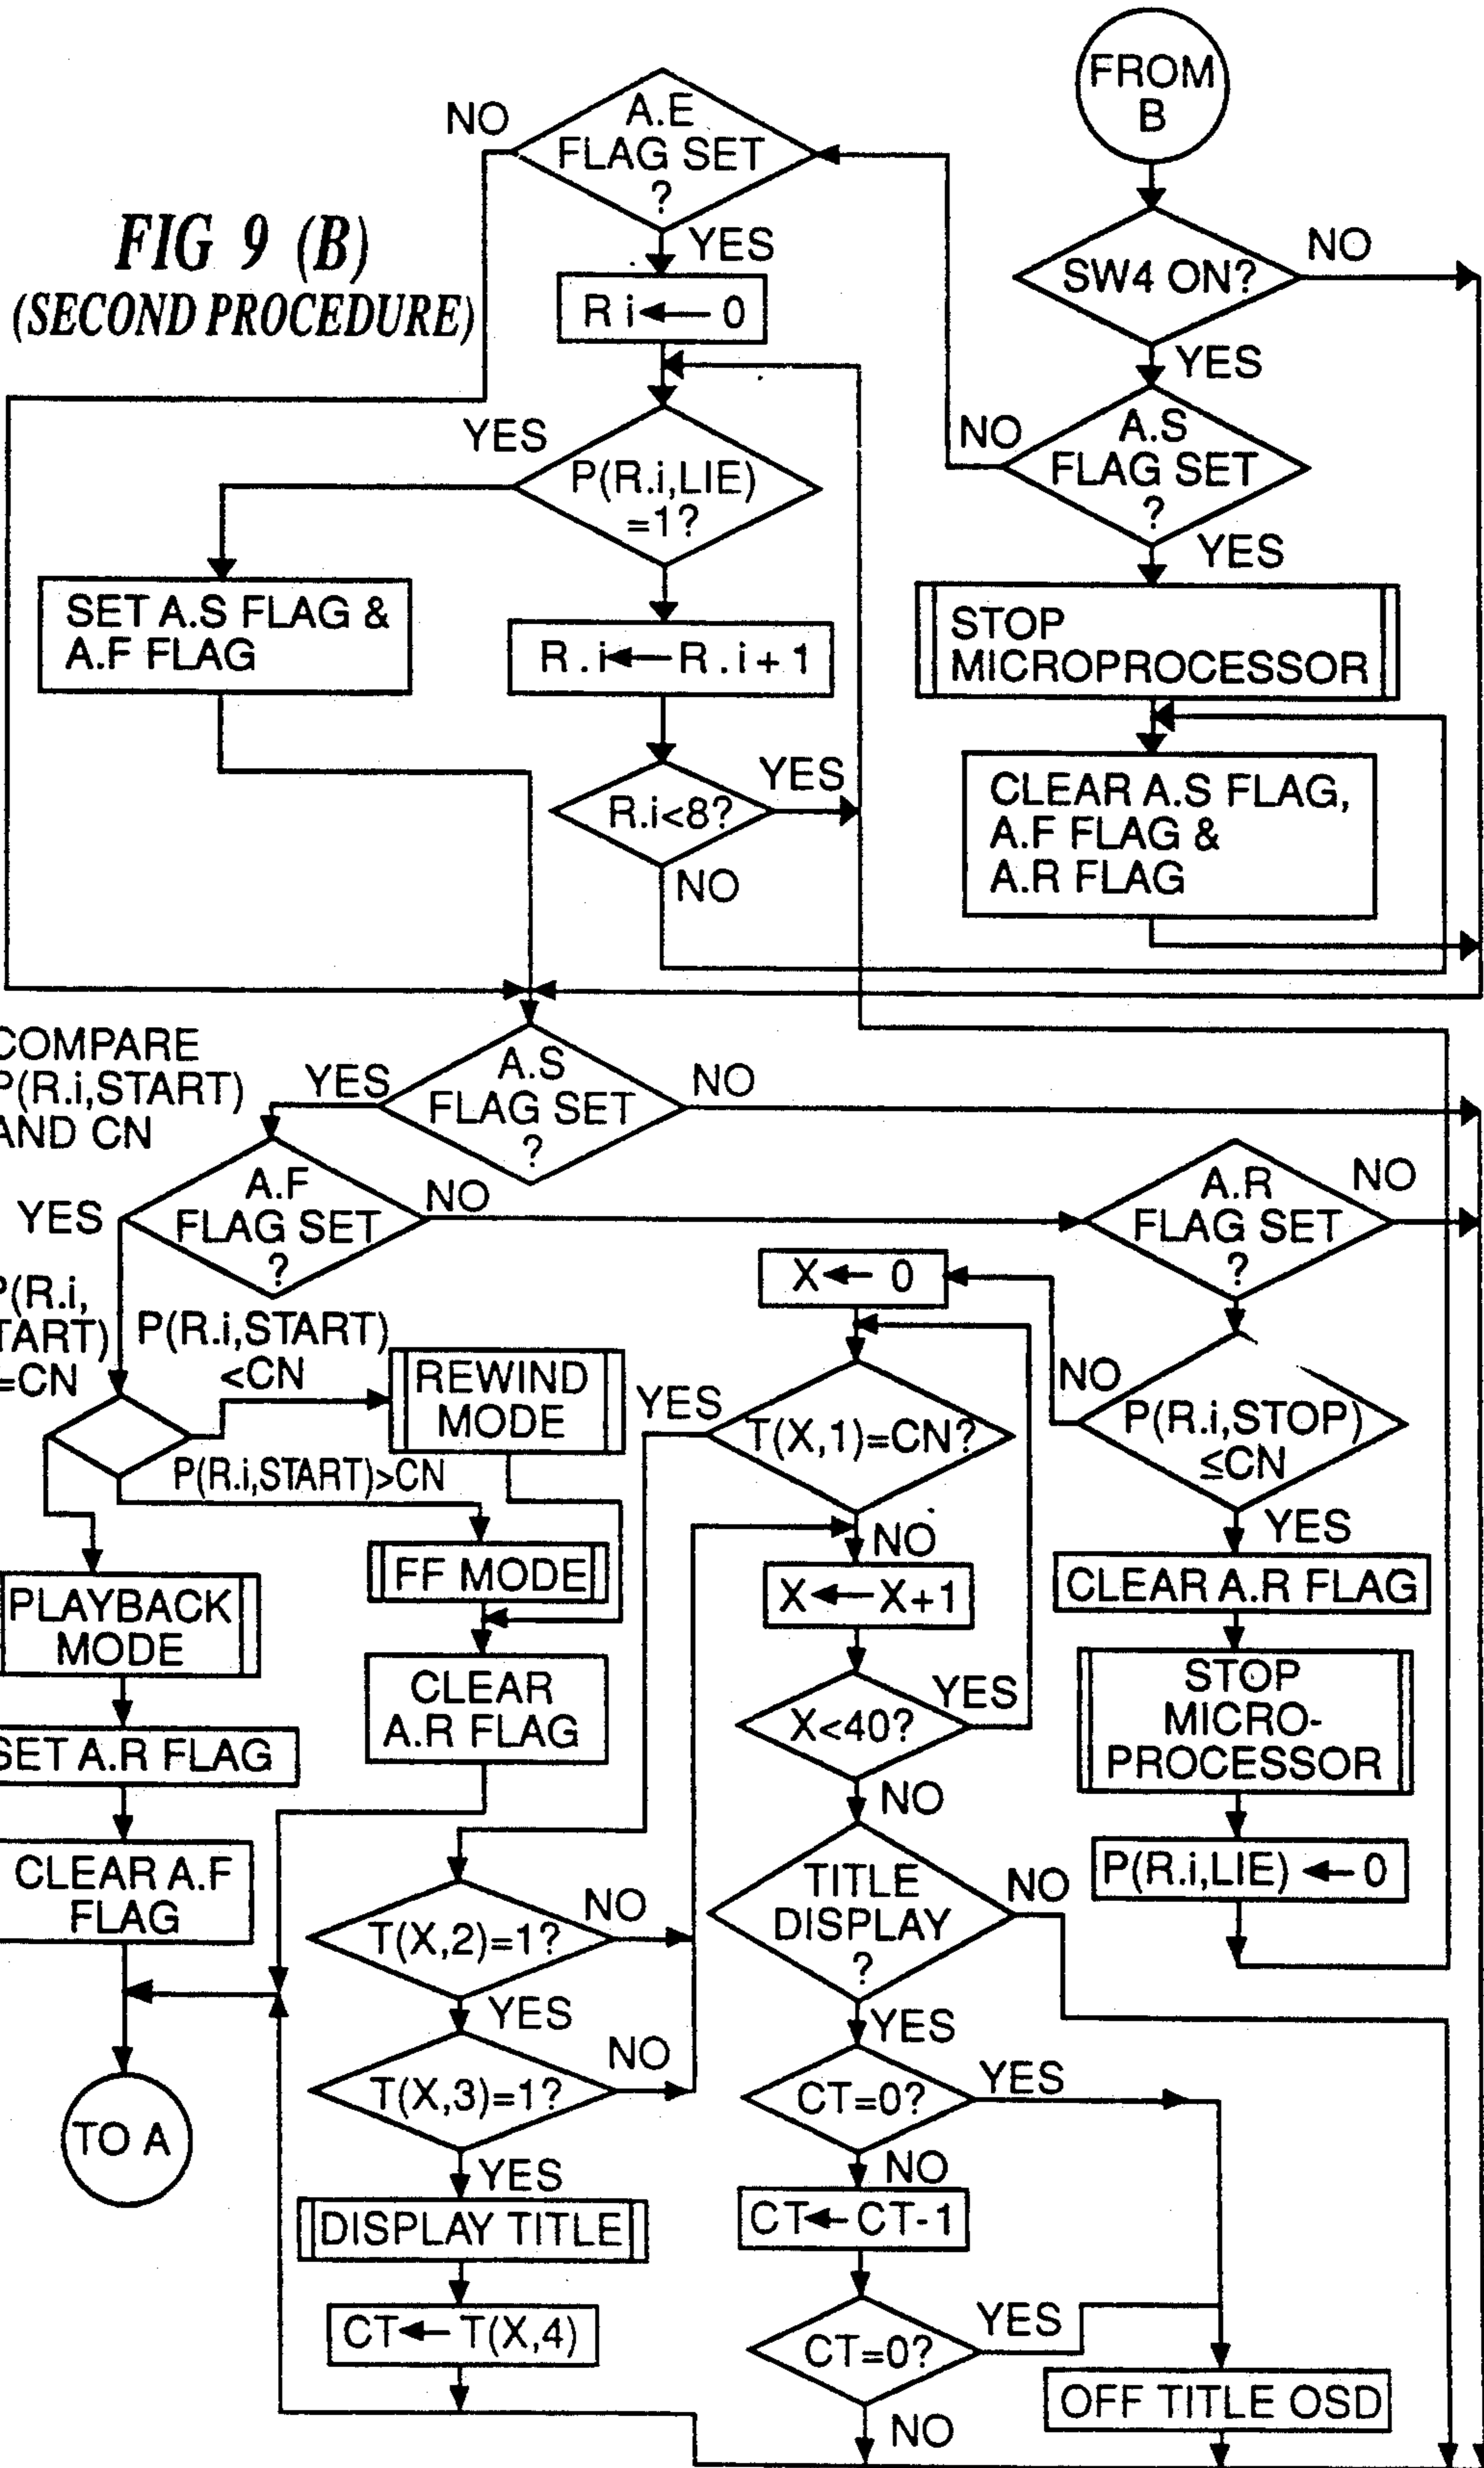 FROM
B
A.E
FLAG SET
?
NO
YES
FIG 9 (B)
(SECOND PROCEDURE)
SW4 ON?
NO
YES
R i ← 0
A.S
FLAG SET
?
NO
YES
YES
P(R.i,LIE)
=1?
STOP
MICROPROCESSOR
SET A.S FLAG &
A.F FLAG
R.i ← R.i+1
CLEAR A.S FLAG,
A.F FLAG &
A.R FLAG
R.i<8?
YES
NO
COMPARE
P(R.i,START)
AND CN
YES
A.S
FLAG SET
?
NO
YES
A.F
FLAG SET
?
NO
A.R
FLAG SET
?
NO
P(R.i,
START)
=CN
P(R.i,START)
<CN
P(R.i,START)>CN
REWIND
MODE
X ← 0
NO
P(R.i,STOP)
≤CN
YES
YES
T(X,1)=CN?
NO
FF MODE
X ← X+1
CLEAR A.R FLAG
PLAYBACK
MODE
CLEAR
A.R FLAG
X<40?
YES
NO
STOP
MICRO-
PROCESSOR
SET A.R FLAG
CLEAR A.F
FLAG
P(R.i,LIE) ← 0
TITLE
DISPLAY
?
NO
YES
T(X,2)=1?
NO
YES
T(X,3)=1?
NO
YES
CT=0?
YES
NO
TO A
DISPLAY TITLE
CT ← CT-1
CT ← T(X,4)
CT=0?
YES
NO
OFF TITLE OSD